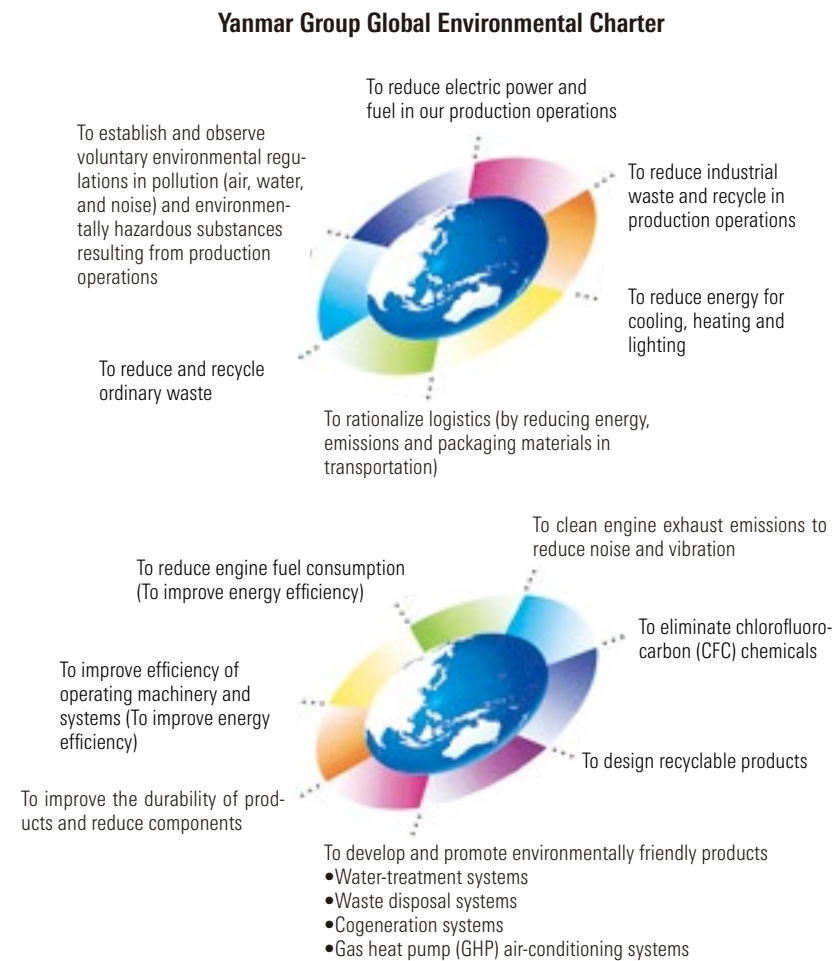 Yanmar Group Global Environmental Charter
To reduce electric power and
fuel in our production operations
To establish and observe
voluntary environmental regu-
lations in pollution (air, water,
and noise) and environmen-
tally hazardous substances
resulting from production
operations
To reduce industrial
waste and recycle in
production operations
To reduce energy for
cooling, heating and
lighting
To reduce and recycle
ordinary waste
To rationalize logistics (by reducing energy,
emissions and packaging materials in
transportation)
To clean engine exhaust emissions to
reduce noise and vibration
To reduce engine fuel consumption
(To improve energy efficiency)
To eliminate chlorofluoro-
carbon (CFC) chemicals
To improve efficiency of
operating machinery and
systems (To improve energy
efficiency)
To design recyclable products
To improve the durability of prod-
ucts and reduce components
To develop and promote environmentally friendly products
•Water-treatment systems
•Waste disposal systems
•Cogeneration systems
•Gas heat pump (GHP) air-conditioning systems